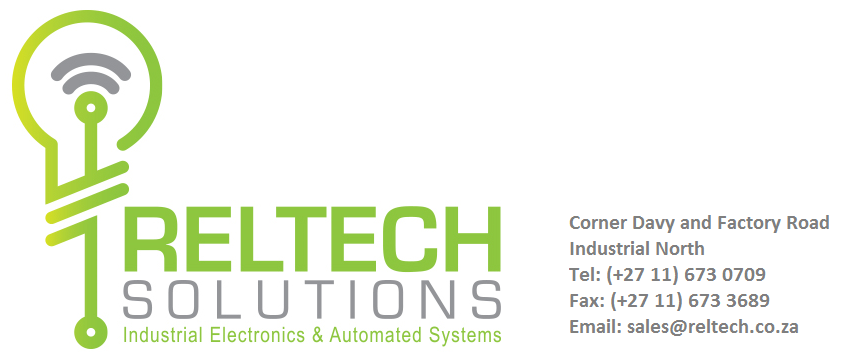 RELTECH
SOLUTIONS
Industrial Electronics & Automated Systems
Corner Davy and Factory Road
Industrial North
Tel: (+27 11) 673 0709
Fax: (+27 11) 673 3689
Email: sales@reltech.co.za